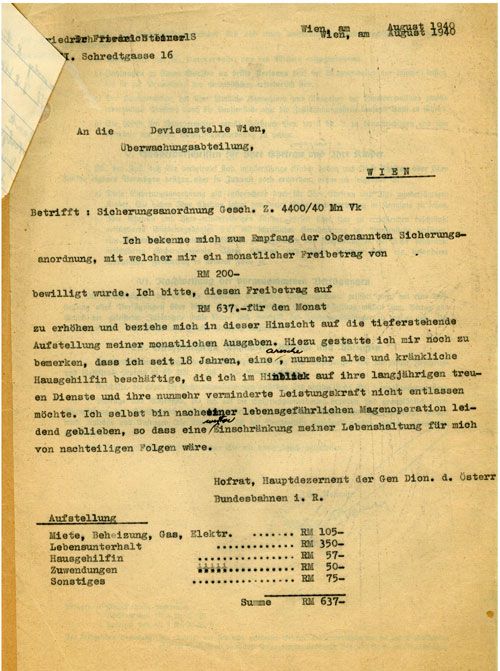 Wien, am August 1940
Wien, am August 1940
I. Schredtgasse 16
An die Devisenstelle Wien,
Überwachungsabteilung,
WIEN
Betrifft : Sicherungsanordnung Gesch. Z. 4400/40 Mn Vk
Ich bekenne mich zum Empfang der obgenannten Sicherungs-
anordnung, mit welcher mir ein monatlicher Freibetrag von
RM 200-
bewilligt wurde. Ich bitte, diesen Freibetrag auf
RM 637.-für den Monat
zu erhöhen und beziehe mich in dieser Hinsicht auf die tieferstehende
Aufstellung meiner monatlichen Ausgaben. Hiezu gestatte ich mir noch zu
bemerken, dass ich seit 18 Jahren, eine arische, nunmehr alte und kränkliche
Hausgehilfin beschäftige, die ich im Hinblick auf ihre langjährigen treu-
en Dienste und ihre nunmehr verminderte Leistungskraft nicht entlassen
möchte. Ich selbst bin nach einer lebensgefährlichen Magenoperation lei-
dend geblieben, so dass eine Einschränkung meiner Lebenshaltung für mich
von nachteiligen Folgen wäre.
Hofrat, Hauptdezernent der Gen Dion. d. Österr
Bundesbahnen i. R.
Aufstellung
Miete, Beheizung, Gas, Elektr. ....... RM 105-
Lebensunterhalt ............. RM 350-
Hausgehilfin ................ RM 57-
Zuwendungen ................ RM 50-
Sonstiges ................. RM 75-
Summe RM 637-